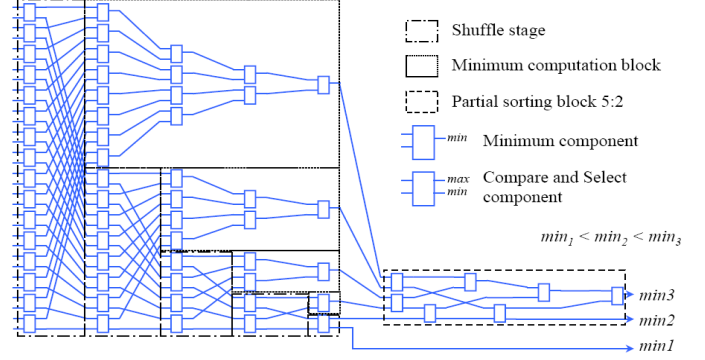 Shuffle stage
Minimum computation block
Partial sorting block 5:2
min Minimum component
max Compare and Select
min component
min1 < min2 < min3
min3
min2
min1